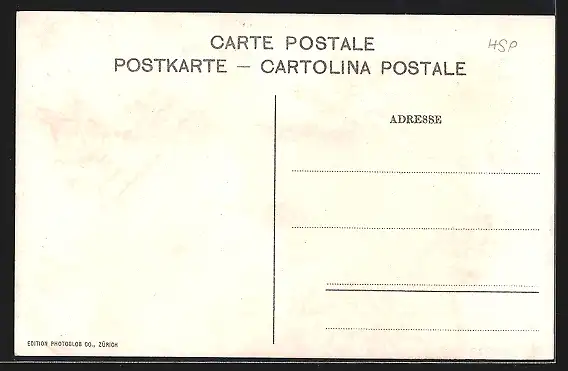 CARTE POSTALE
POSTKARTE — CARTOLINA POSTALE
HSP
ADRESSE
EDITION PHOTOGLOB CO., ZÜRICH